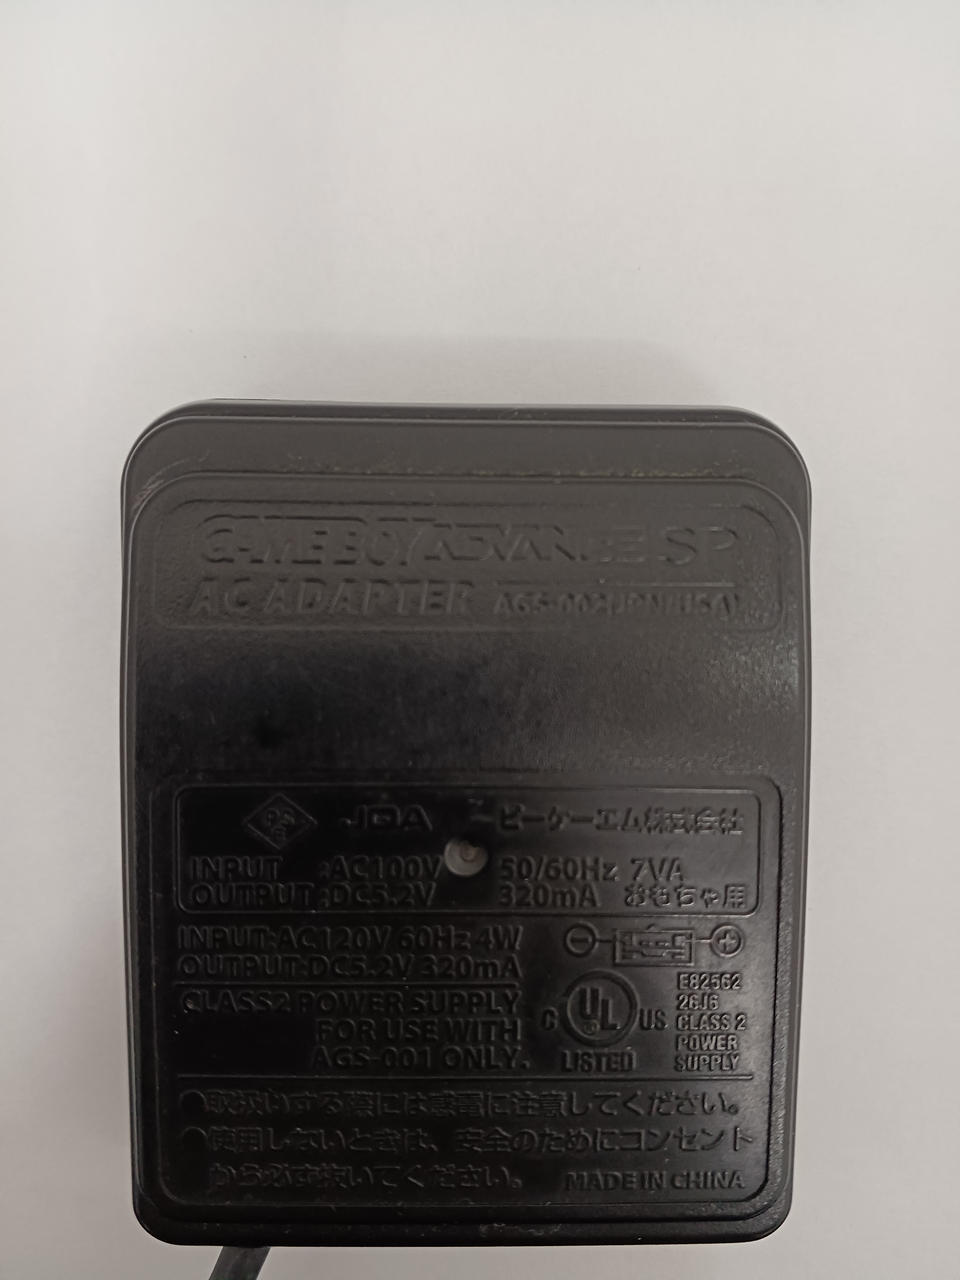 GAME BOY ADVANCE SP
AC ADAPTER AGS-002(JPN/USA)
PS E JQA ピーケーエム株式会社
INPUT :AC100V 50/60Hz 7VA
OUTPUT:DC5.2V 320mA おもちゃ用
INPUT:AC120V 60Hz 4W
OUTPUT:DC5.2V 320mA
CLASS2 POWER SUPPLY
FOR USE WITH
AGS-001 ONLY.
C UL US
LISTED
E82562
26J6
CLASS 2
POWER
SUPPLY
●取扱いする際には感電に注意してください。
●使用しないときは、安全のためにコンセント
から必ず抜いてください。 MADE IN CHINA